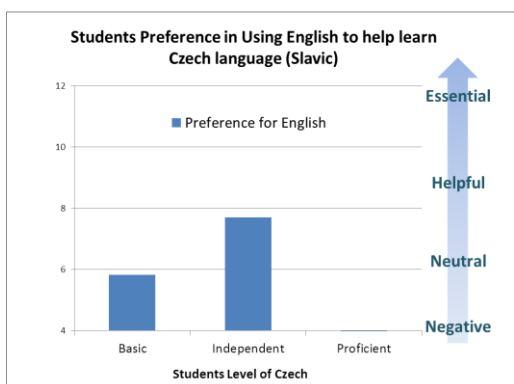 Students Preference in Using English to help learn
Czech language (Slavic)
12
Essential
Preference for English
10
Helpful
8
Neutral
6
4
Negative
Basic Independent Proficient
Students Level of Czech